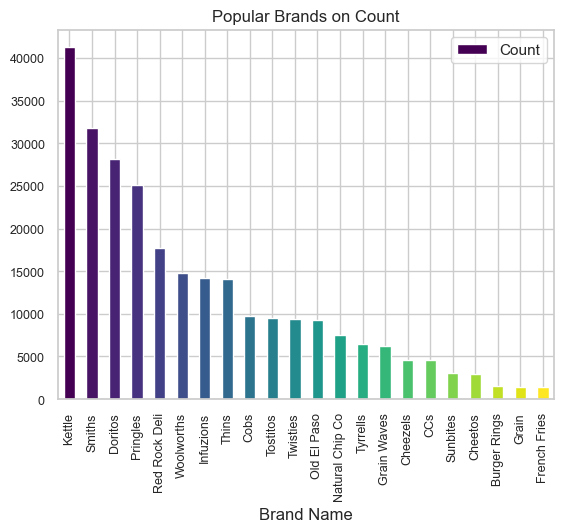 Popular Brands on Count
Count
40000
35000
30000
25000
20000
15000
10000
5000
0
Kettle
Smiths
Doritos
Pringles
Red Rock Deli
Woolworths
Infuzions
Thins
Cobs
Tostitos
Twisties
Old El Paso
Natural Chip Co
Tyrrells
Grain Waves
Cheezels
CCs
Sunbites
Cheetos
Burger Rings
Grain
French Fries
Brand Name